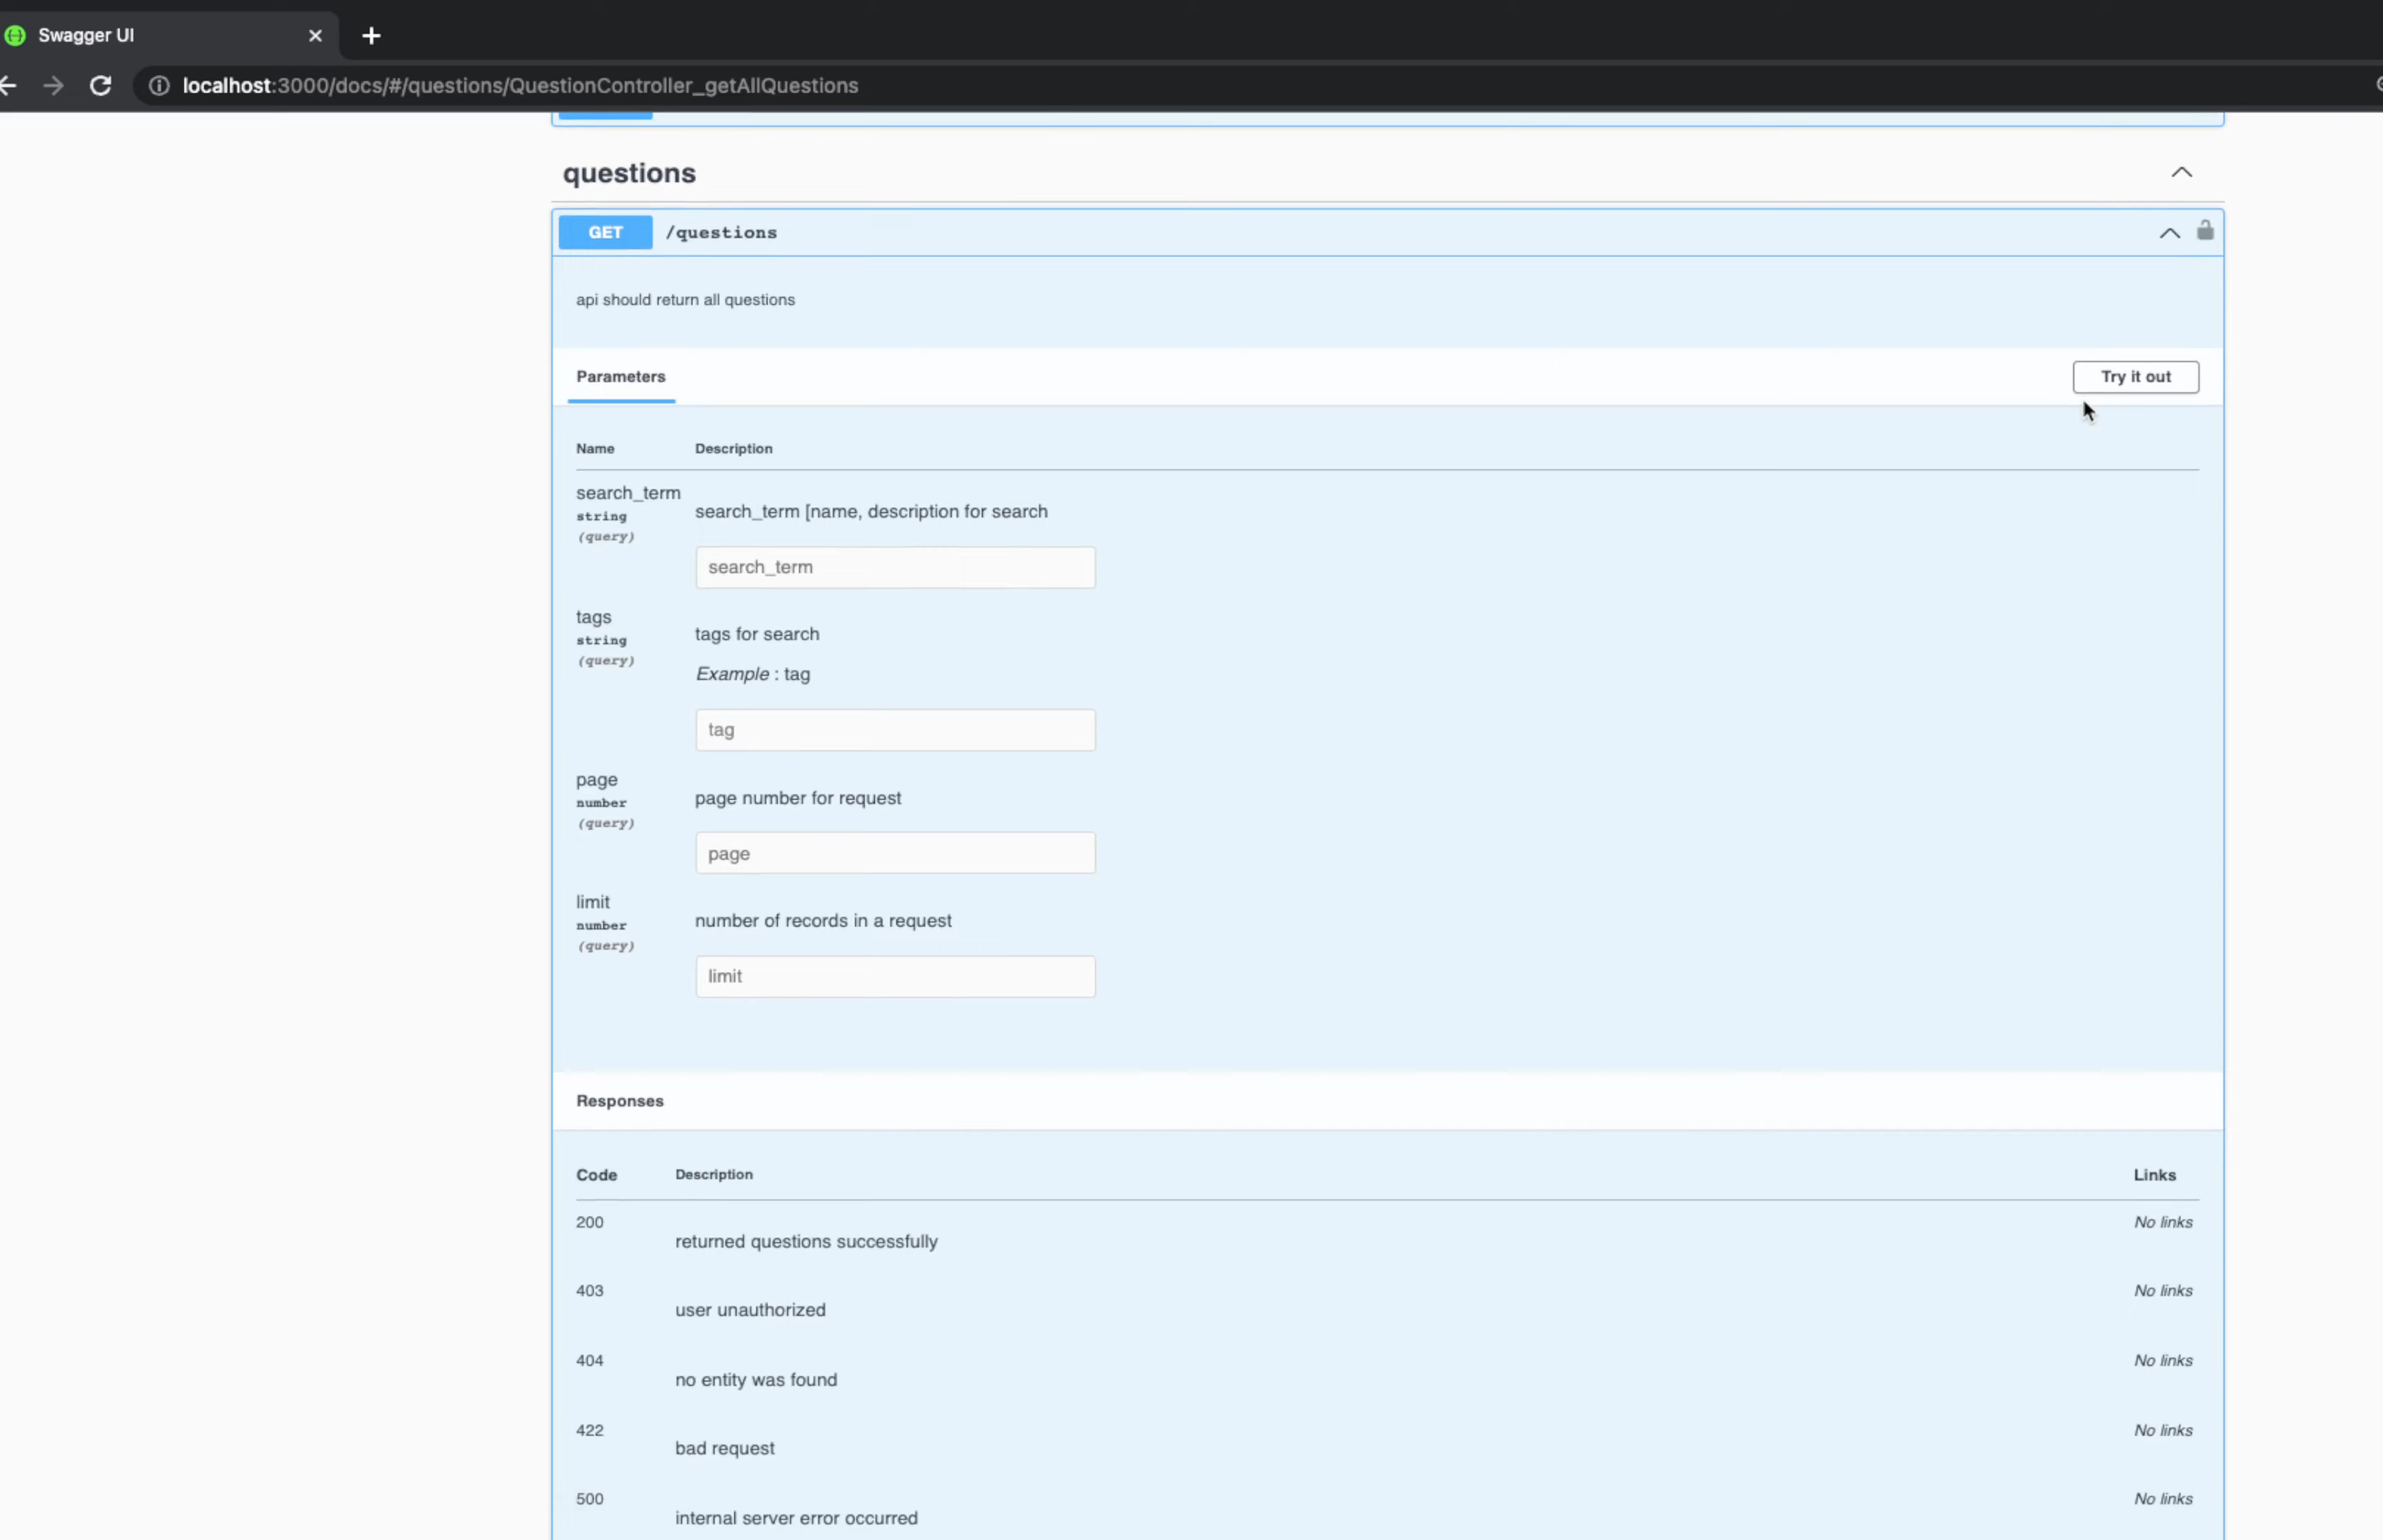 Swagger UI
localhost:3000/docs/#/questions/QuestionController_getAllQuestions
questions
GET /questions
api should return all questions
Parameters
Try it out
Name Description
search_term
string
(query)
search_term [name, description for search
search_term
tags
string
(query)
tags for search
Example : tag
tag
page
number
(query)
page number for request
page
limit
number
(query)
number of records in a request
limit
Responses
Code Description Links
200 No links
returned questions successfully
403 No links
user unauthorized
404 No links
no entity was found
422 No links
bad request
500 No links
internal server error occurred